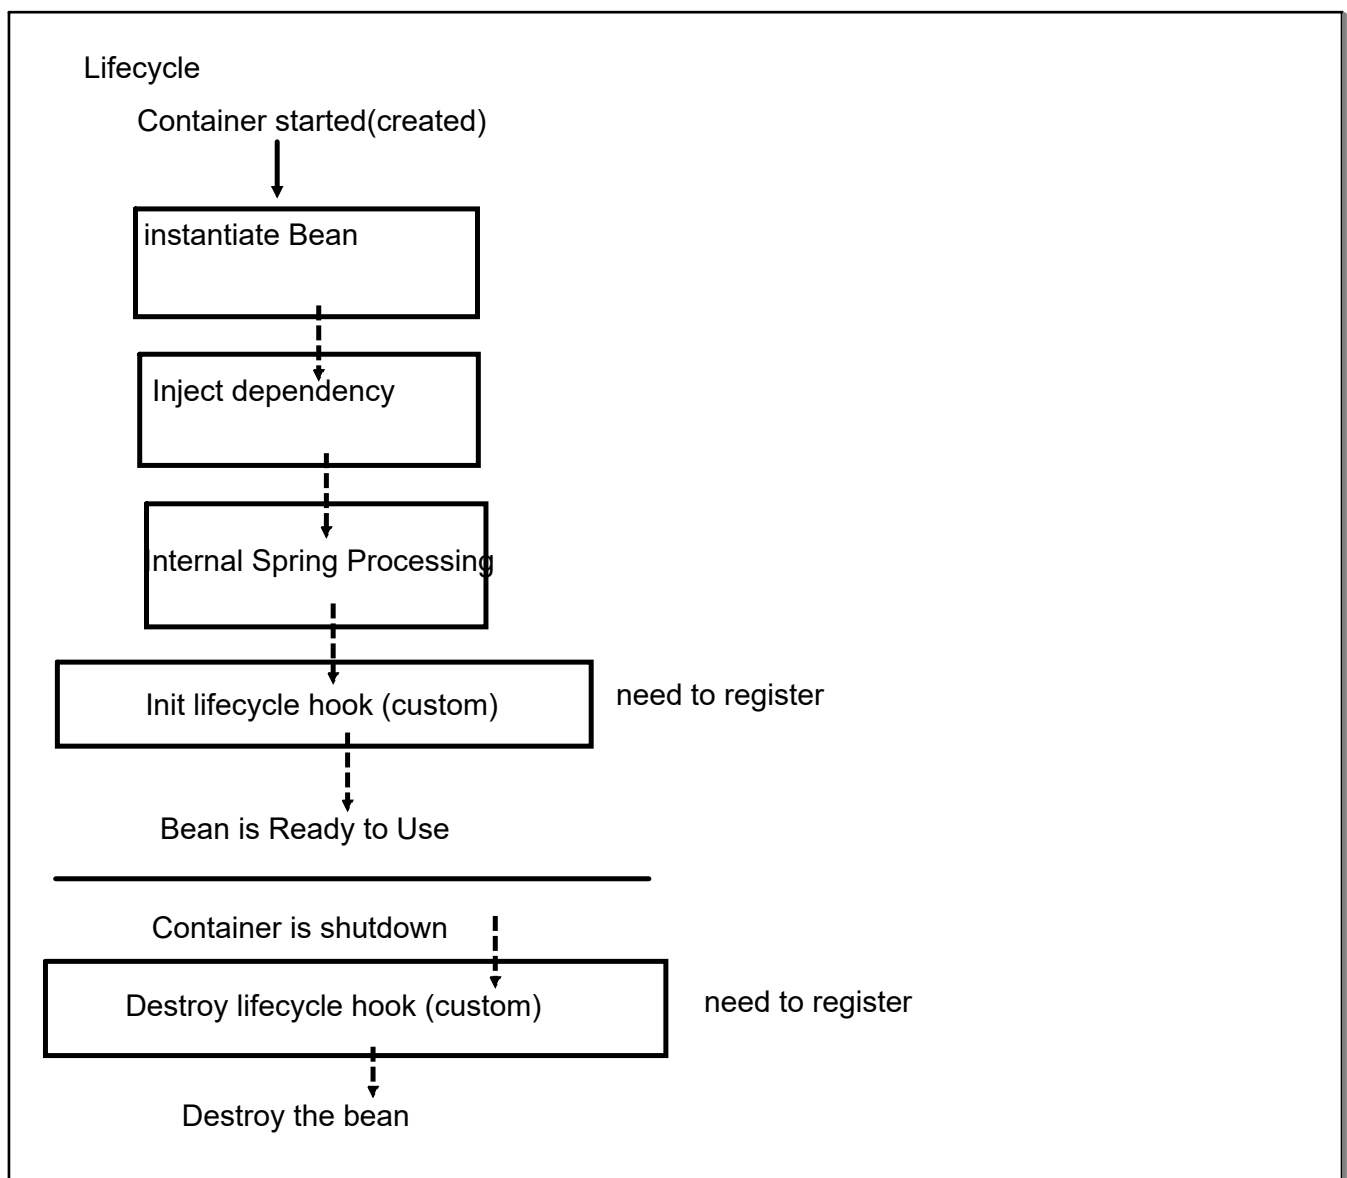 Lifecycle
Container started(created)
instantiate Bean
Inject dependency
Internal Spring Processing
Init lifecycle hook (custom)
need to register
Bean is Ready to Use
Container is shutdown
Destroy lifecycle hook (custom)
need to register
Destroy the bean